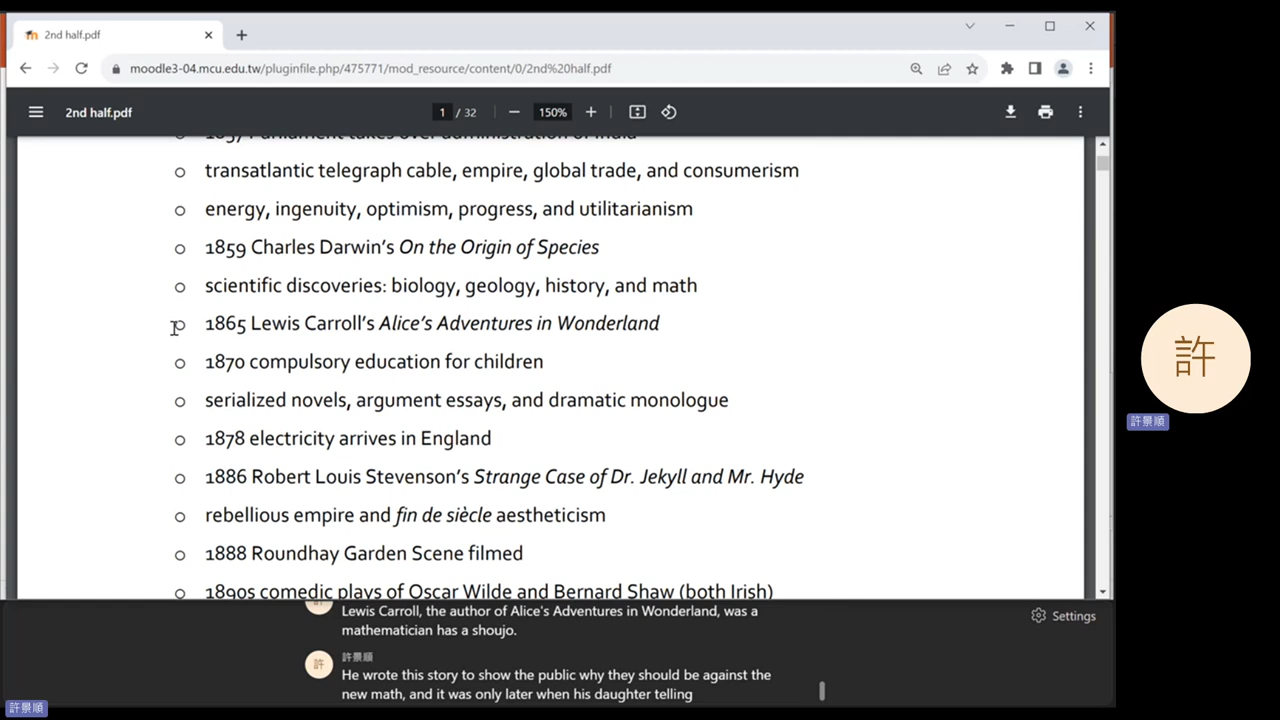 2nd half.pdf
moodle3-04.mcu.edu.tw/pluginfile.php/475771/mod_resource/content/0/2nd%20half.pdf
2nd half.pdf
1 / 32
150%
1857 Parliament takes over administration of India
transatlantic telegraph cable, empire, global trade, and consumerism
energy, ingenuity, optimism, progress, and utilitarianism
1859 Charles Darwin's On the Origin of Species
scientific discoveries: biology, geology, history, and math
1865 Lewis Carroll's Alice's Adventures in Wonderland
1870 compulsory education for children
serialized novels, argument essays, and dramatic monologue
1878 electricity arrives in England
1886 Robert Louis Stevenson's Strange Case of Dr. Jekyll and Mr. Hyde
rebellious empire and fin de siècle aestheticism
1888 Roundhay Garden Scene filmed
1890s comedic plays of Oscar Wilde and Bernard Shaw (both Irish)
許
許景順
Lewis Carroll, the author of Alice's Adventures in Wonderland, was a
mathematician has a shoujo.
Settings
許景順
許
He wrote this story to show the public why they should be against the
new math, and it was only later when his daughter telling
許景順